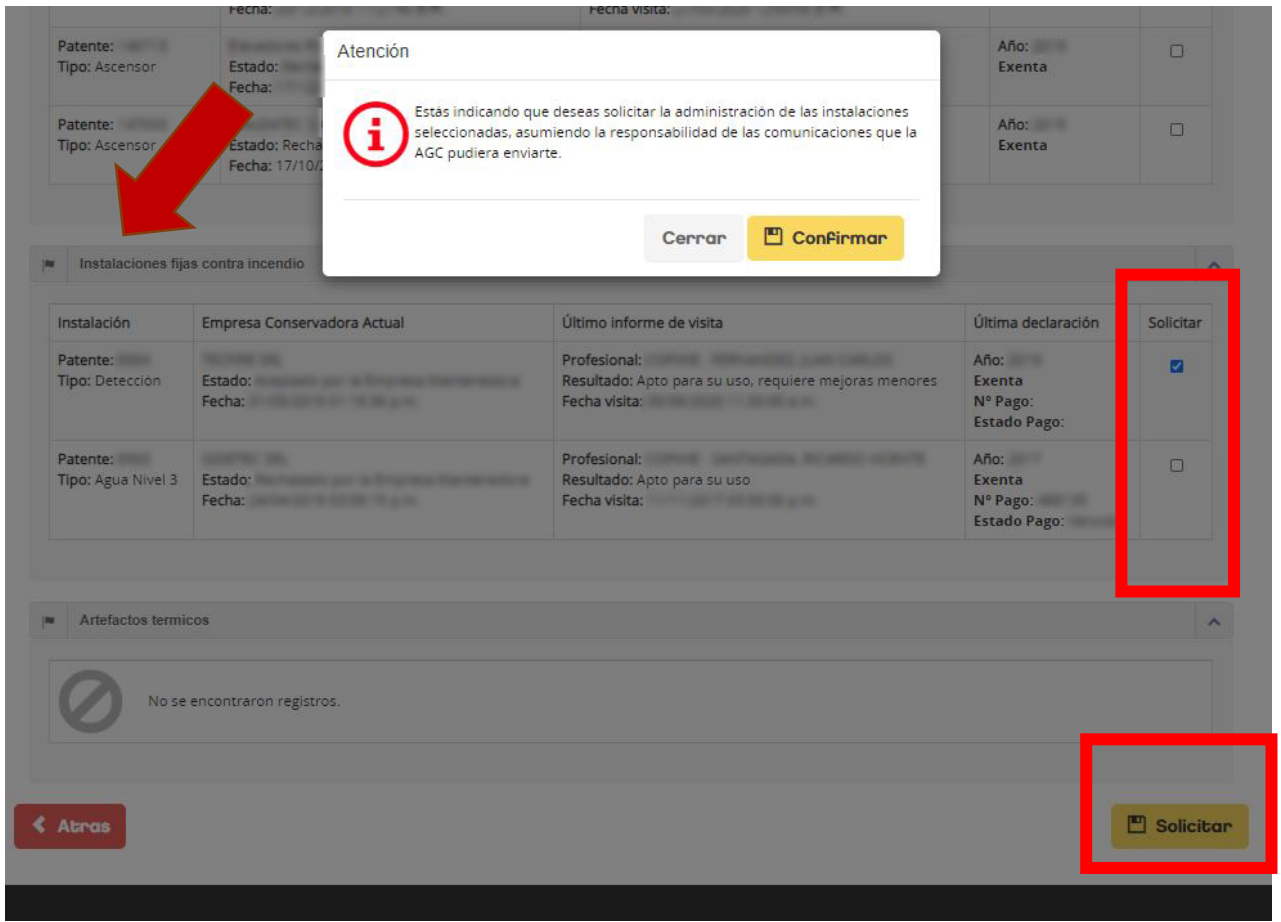 Fecha:
Fecha visita:
Patente:
Tipo: Ascensor
Estado:
Fecha:
Año:
Exenta
Patente:
Tipo: Ascensor
Estado: Recha
Fecha: 17/10/
Año:
Exenta
Atención
Estás indicando que deseas solicitar la administración de las instalaciones
seleccionadas, asumiendo la responsabilidad de las comunicaciones que la
AGC pudiera enviarte.
Cerrar
Confirmar
Instalaciones fijas contra incendio
Instalación
Empresa Conservadora Actual
Último informe de visita
Última declaración
Solicitar
Patente:
Tipo: Detección
Estado:
Fecha:
Profesional:
Resultado: Apto para su uso, requiere mejoras menores
Fecha visita:
Año:
Exenta
Nº Pago:
Estado Pago:
Patente:
Tipo: Agua Nivel 3
Estado:
Fecha:
Profesional:
Resultado: Apto para su uso
Fecha visita:
Año:
Exenta
Nº Pago:
Estado Pago:
Artefactos termicos
No se encontraron registros.
Atras
Solicitar